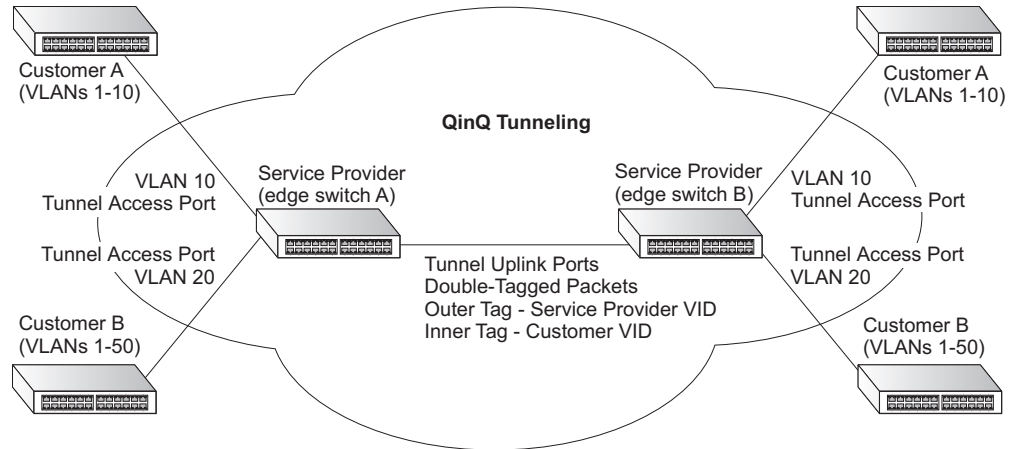 Customer A
(VLANs 1-10)
Customer A
(VLANs 1-10)
QinQ Tunneling
Service Provider
(edge switch A)
Service Provider
(edge switch B)
VLAN 10
Tunnel Access Port
VLAN 10
Tunnel Access Port
Tunnel Access Port
VLAN 20
Tunnel Uplink Ports
Double-Tagged Packets
Outer Tag - Service Provider VID
Inner Tag - Customer VID
Tunnel Access Port
VLAN 20
Customer B
(VLANs 1-50)
Customer B
(VLANs 1-50)